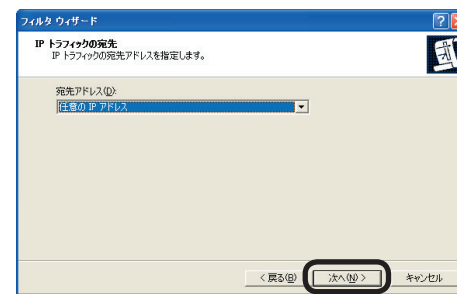 フィルタ ウィザード
IP トラフィックの宛先
IP トラフィックの宛先アドレスを指定します。
宛先アドレス(D):
任意の IP アドレス
< 戻る(B)
次へ(N) >
キャンセル